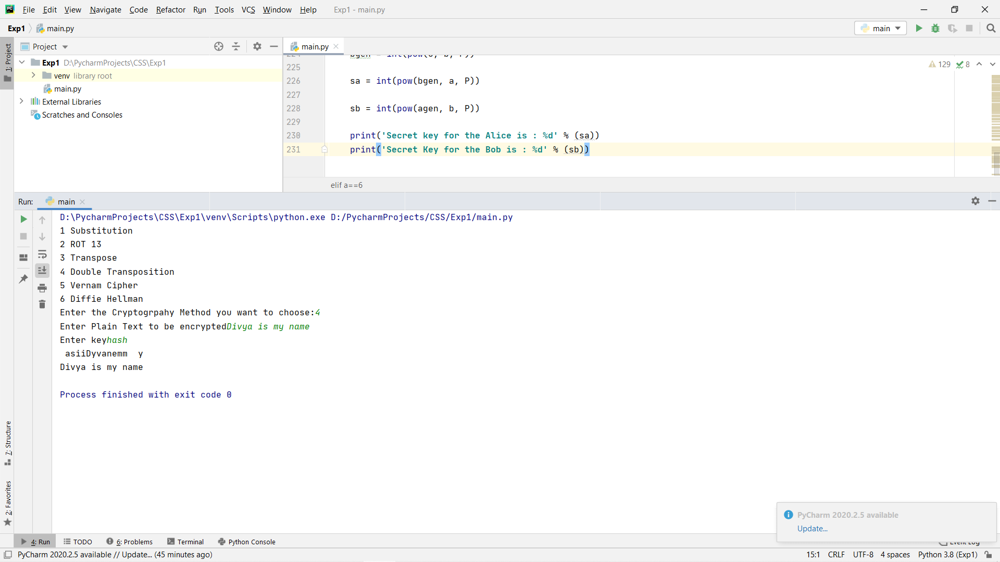 File Edit View Navigate Code Refactor Run Tools VCS Window Help Exp1 - main.py
Exp1 main.py
main
1: Project
Project
main.py
Exp1 D:\PycharmProjects\CSS\Exp1
venv library root
main.py
External Libraries
Scratches and Consoles
129 8
225
226 sa = int(pow(bgen, a, P))
227
228 sb = int(pow(agen, b, P))
229
230 print('Secret key for the Alice is : %d' % (sa))
231 print('Secret Key for the Bob is : %d' % (sb))
elif a==6
Run: main
D:\PycharmProjects\CSS\Exp1\venv\Scripts\python.exe D:/PycharmProjects/CSS/Exp1/main.py
1 Substitution
2 ROT 13
3 Transpose
4 Double Transposition
5 Vernam Cipher
6 Diffie Hellman
Enter the Cryptogrpahy Method you want to choose:4
Enter Plain Text to be encryptedDivya is my name
Enter keyhash
 asiiDyvanemm  y
Divya is my name
Process finished with exit code 0
7: Structure
2: Favorites
PyCharm 2020.2.5 available
Update...
4: Run TODO 6: Problems Terminal Python Console Event Log
PyCharm 2020.2.5 available // Update... (45 minutes ago)
15:1 CRLF UTF-8 4 spaces Python 3.8 (Exp1)